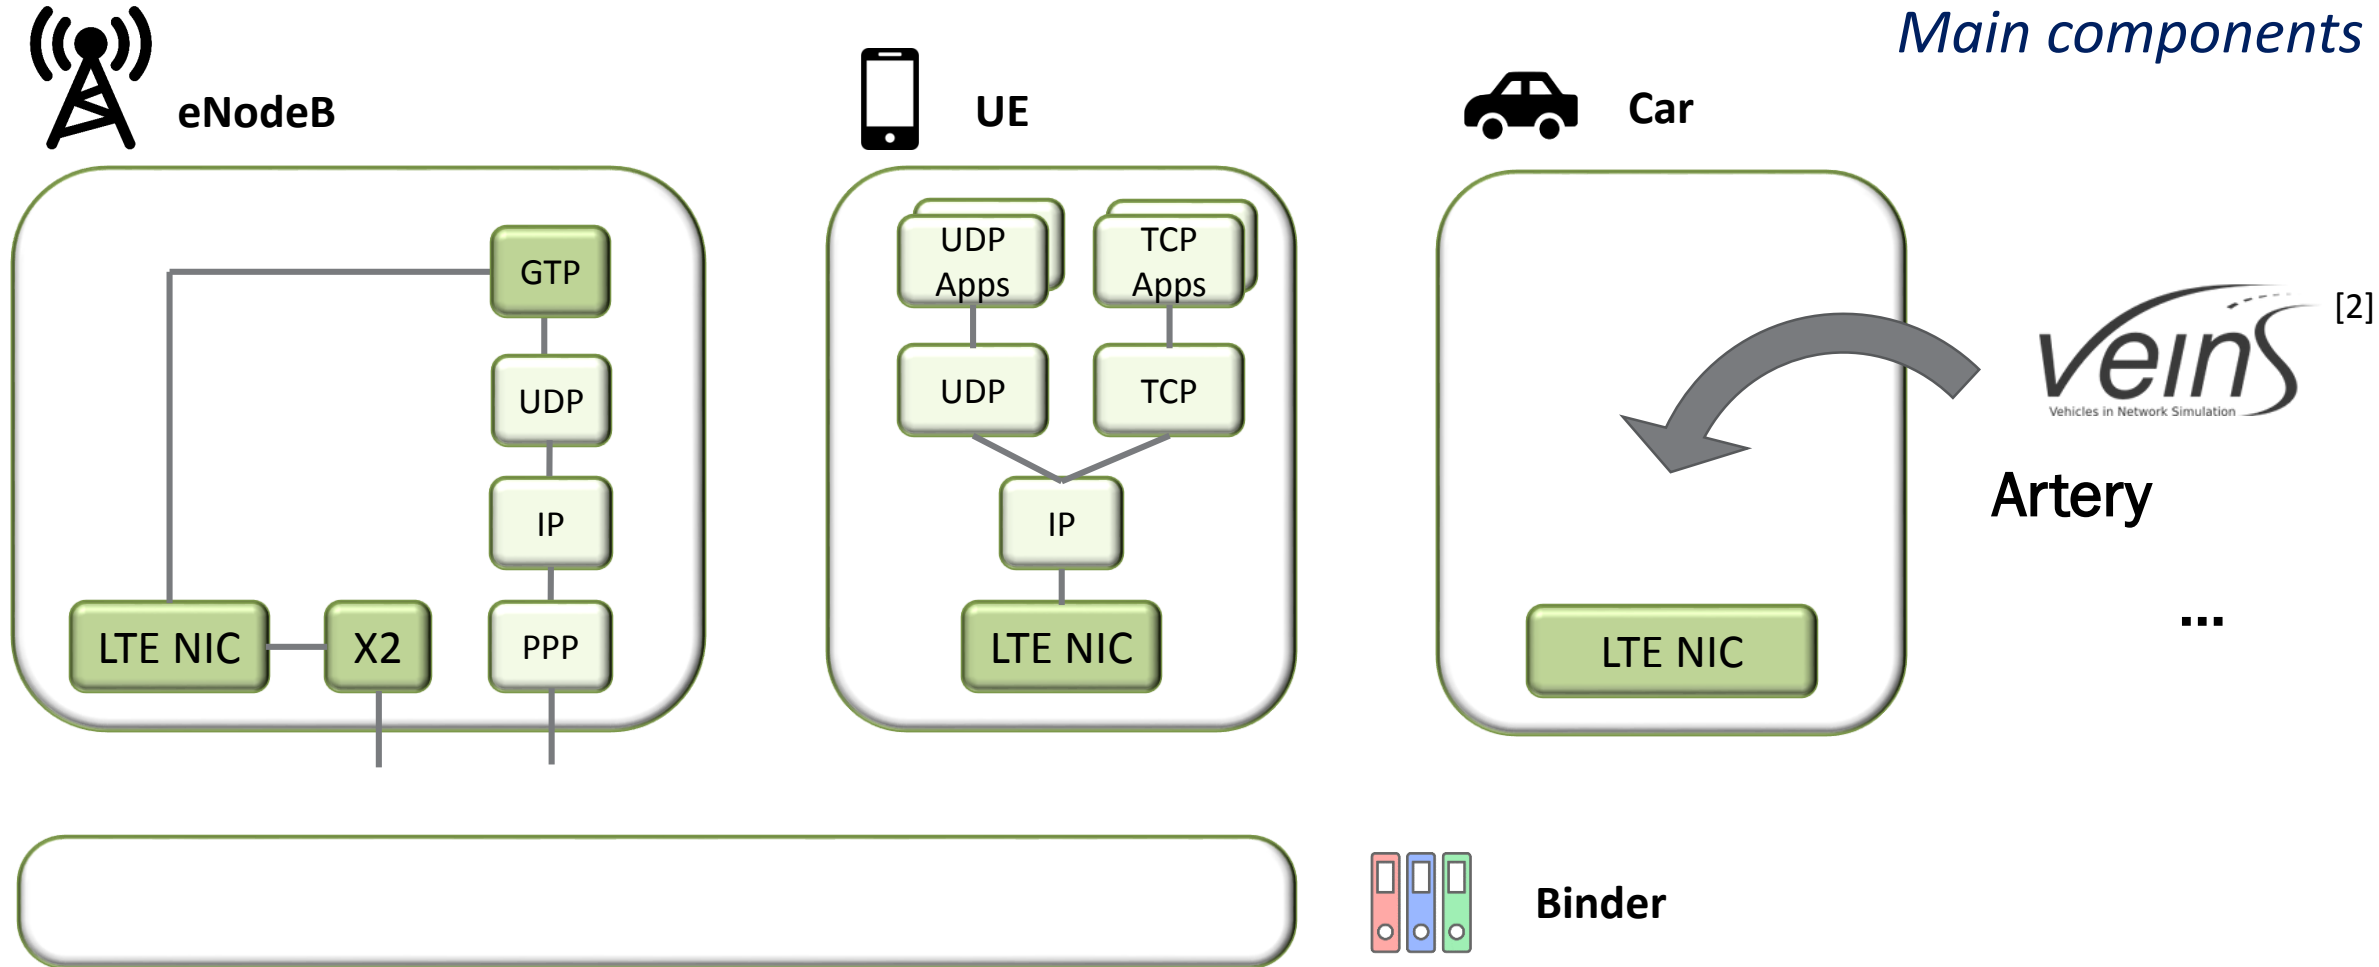 Main components
eNodeB
UE
Car
GTP
UDP
IP
PPP
LTE NIC
X2
UDP
Apps
TCP
Apps
UDP
TCP
IP
LTE NIC
LTE NIC
veins
Vehicles in Network Simulation
[2]
Artery
...
Binder